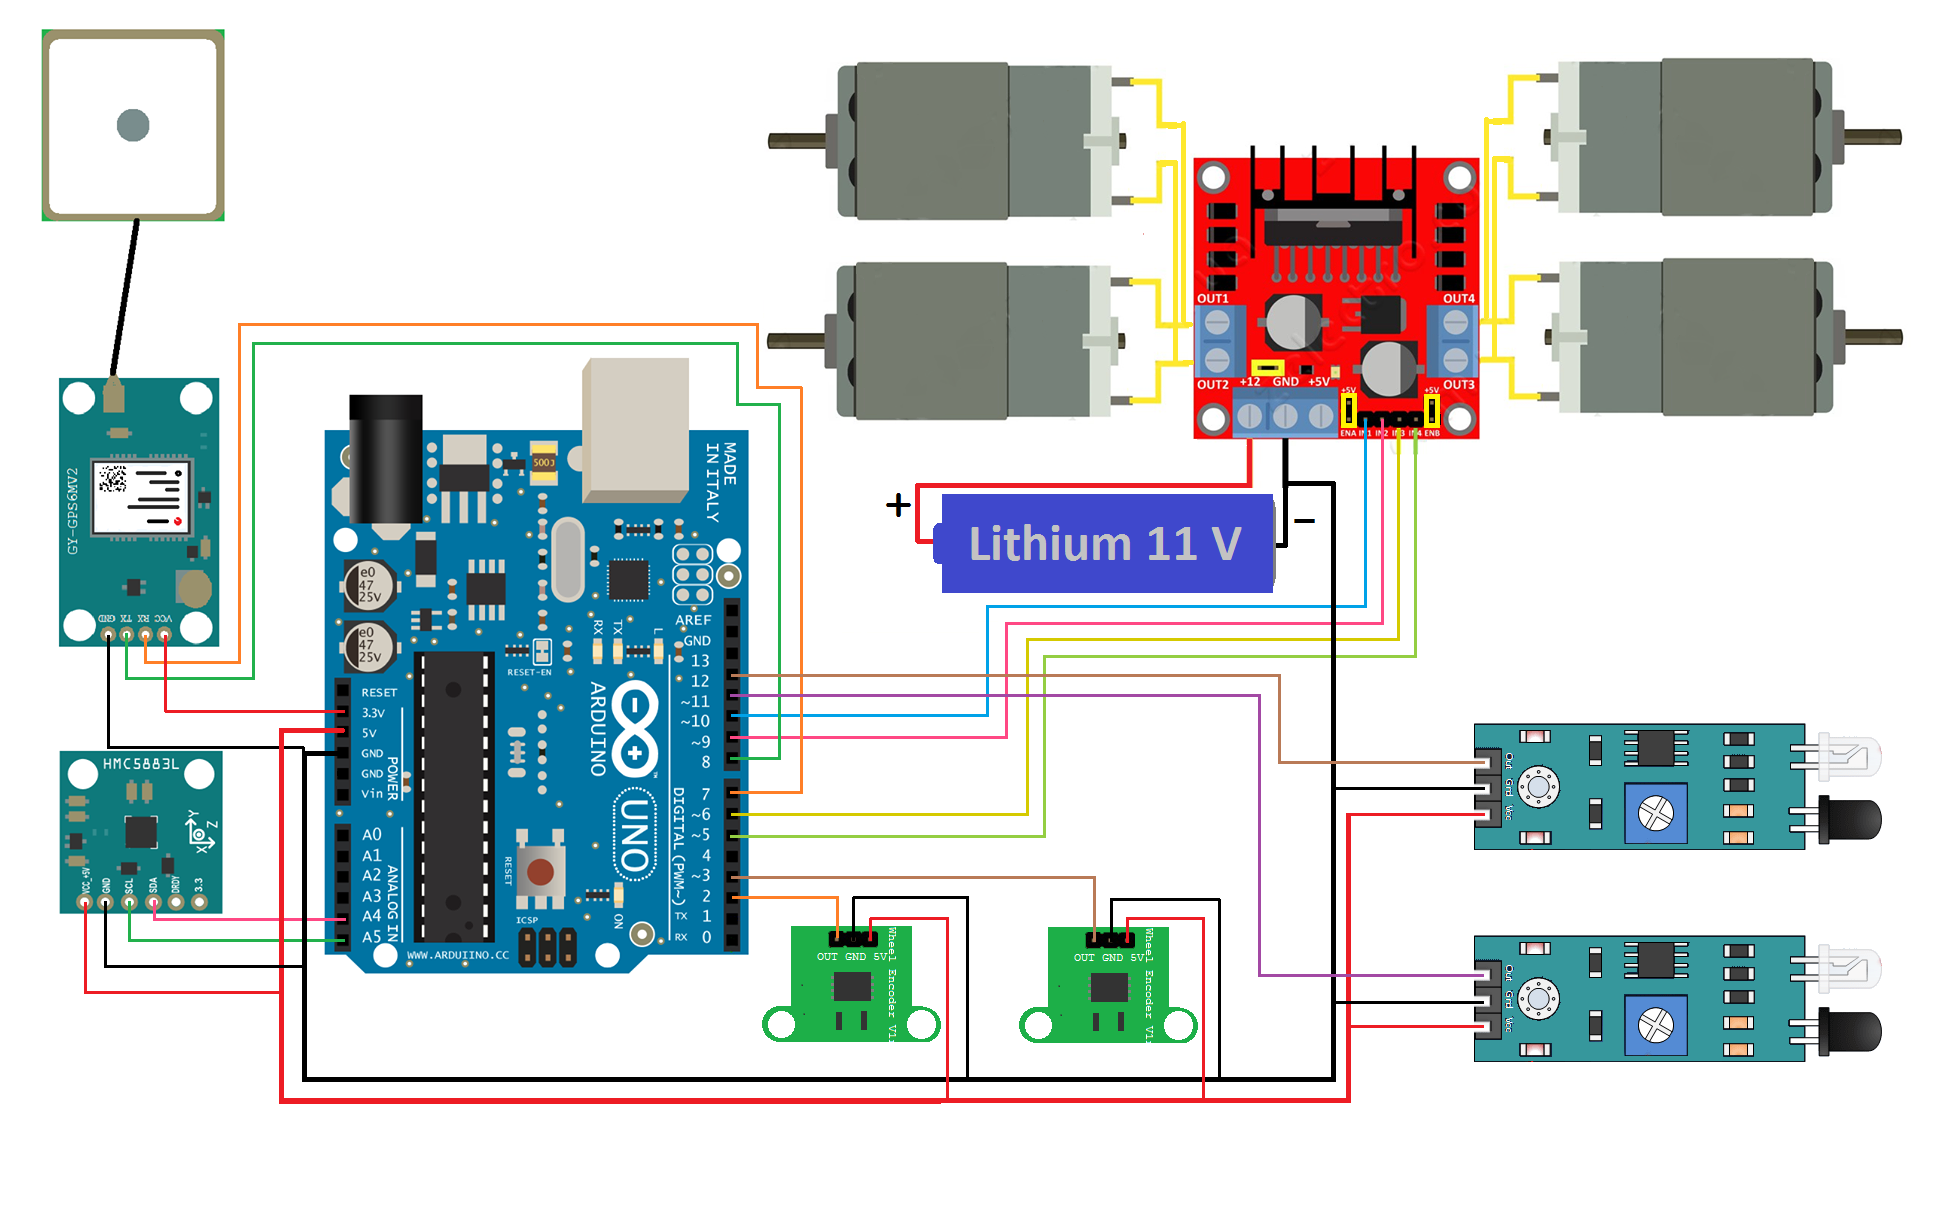 GY-GPS6MV2
GND TX RX VCC
HMC5883L
Y
Z
X
VCC_+5V GND SCL SDA DRDY 3.3
MADE
IN ITALY
500J
e0
47
25V
e0
47
25V
RESET-EN
RX TX L
AREF
GND
13
12
~11
~10
~9
8
7
~6
~5
4
~3
2
TX 1
RX 0
DIGITAL (PWM~)
ARDUINO
TM
UNO
RESET
3.3V
5V
GND
GND
Vin
POWER
A0
A1
A2
A3
A4
A5
ANALOG IN
RESET
ICSP
ON
WWW.ARDUIINO.CC
OUT1
OUT2
OUT4
OUT3
+12 GND +5V
+5V +5V
ENA IN1 IN2 IN3 IN4 ENB
+ Lithium 11 V −
OUT GND 5V
Wheel Encoder V1
OUT GND 5V
Wheel Encoder V1
Out
Gnd
Vcc
Out
Gnd
Vcc